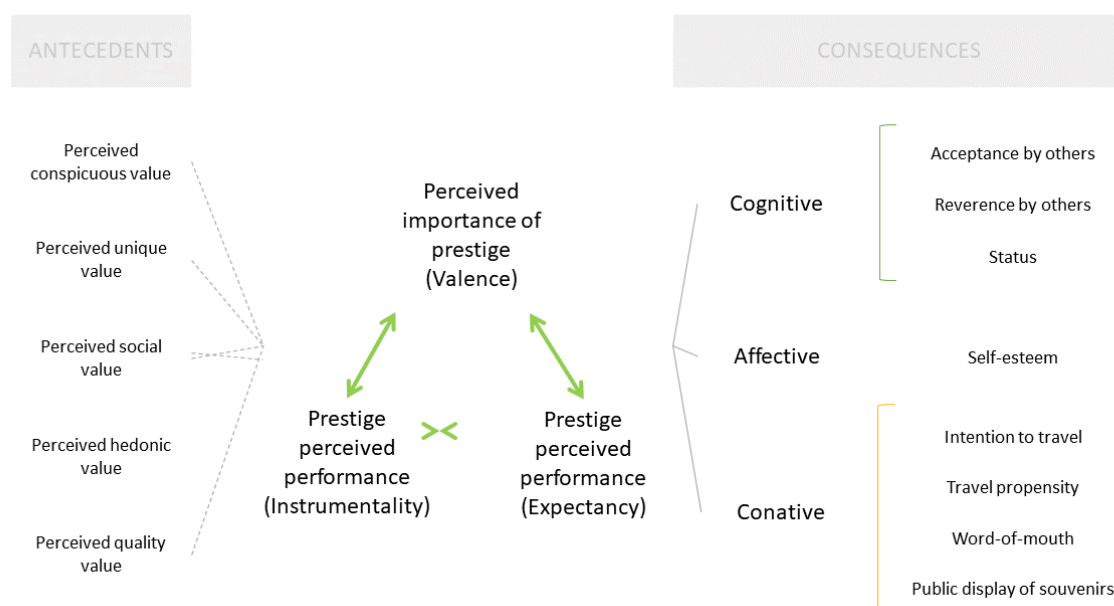 ANTECEDENTS
CONSEQUENCES
Perceived
conspicuous value
Perceived unique
value
Perceived social
value
Perceived hedonic
value
Perceived quality
value
Perceived
importance of
prestige
(Valence)
Prestige
perceived
performance
(Instrumentality)
Prestige
perceived
performance
(Expectancy)
Cognitive
Acceptance by others
Reverence by others
Status
Affective
Self-esteem
Conative
Intention to travel
Travel propensity
Word-of-mouth
Public display of souvenirs